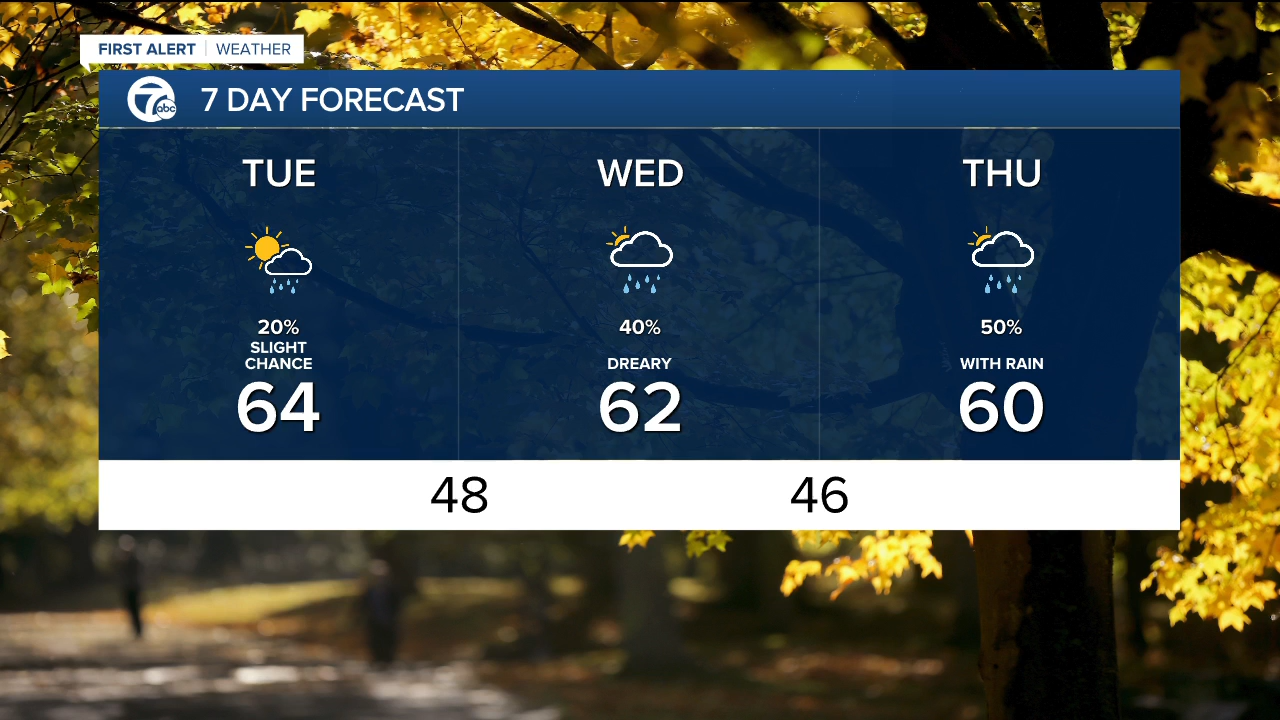 FIRST ALERT | WEATHER
7abc 7 DAY FORECAST
TUE WED THU
20% 40% 50%
SLIGHT
CHANCE DREARY WITH RAIN
64 62 60
48 46